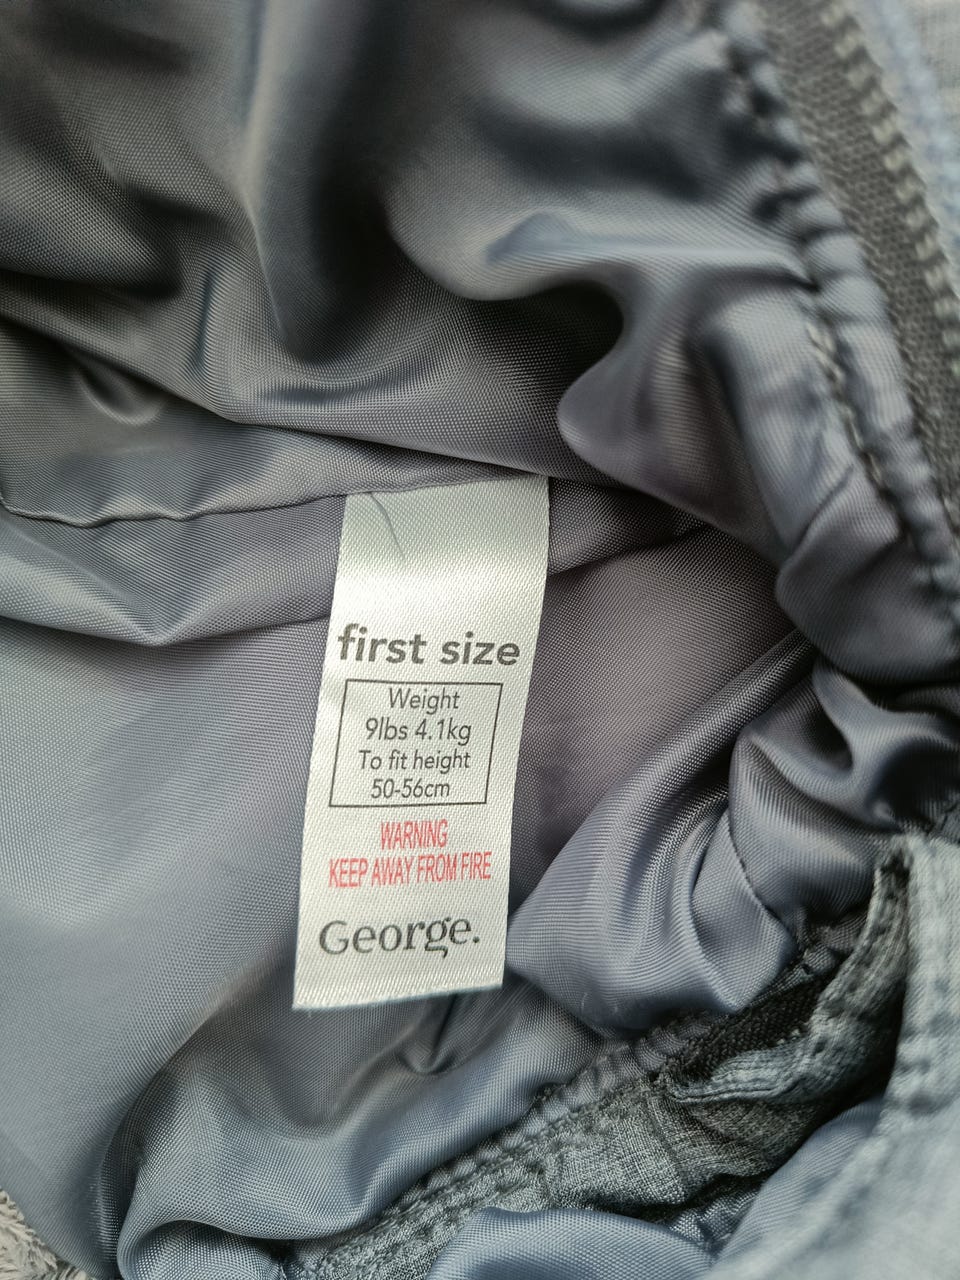 first size
Weight
9lbs 4.1kg
To fit height
50-56cm
WARNING
KEEP AWAY FROM FIRE
George.